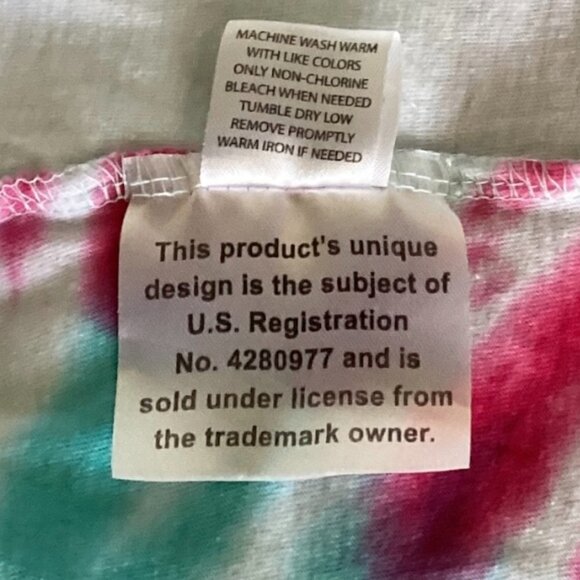 MACHINE WASH WARM
WITH LIKE COLORS
ONLY NON-CHLORINE
BLEACH WHEN NEEDED
TUMBLE DRY LOW
REMOVE PROMPTLY
WARM IRON IF NEEDED
This product's unique
design is the subject of
U.S. Registration
No. 4280977 and is
sold under license from
the trademark owner.